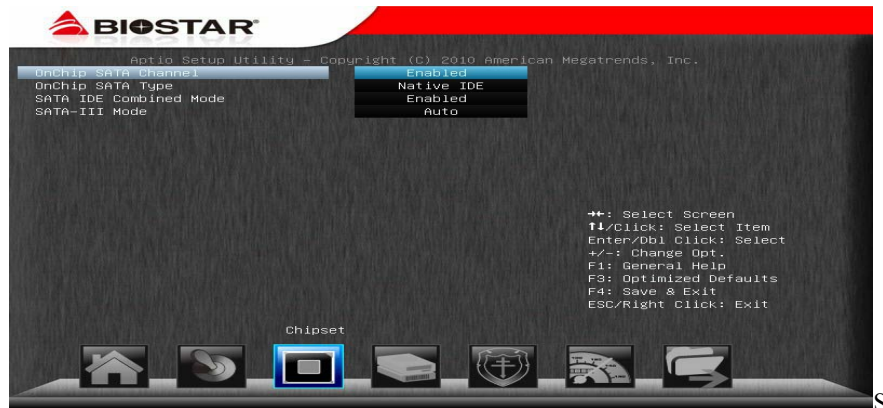 BIOSTAR®
Aptio Setup Utility - Copyright (C) 2010 American Megatrends, Inc.
OnChip SATA Channel Enabled
OnChip SATA Type Native IDE
SATA IDE Combined Mode Enabled
SATA-III Mode Auto
→←: Select Screen
↑↓/Click: Select Item
Enter/Dbl Click: Select
+/-: Change Opt.
F1: General Help
F3: Optimized Defaults
F4: Save & Exit
ESC/Right Click: Exit
Chipset
S